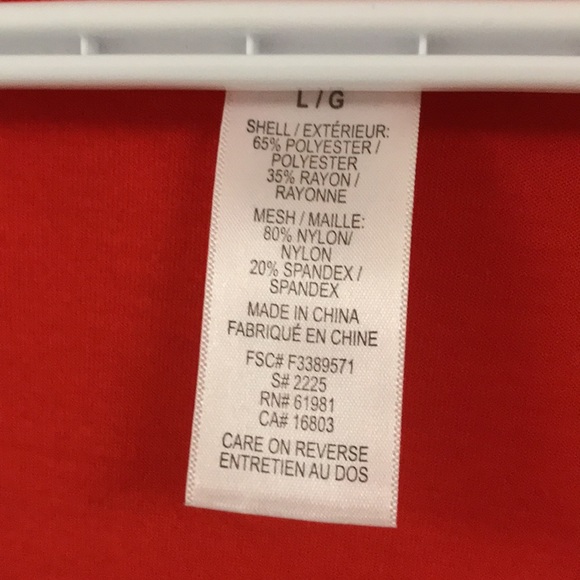 L / G
SHELL / EXTÉRIEUR:
65% POLYESTER /
POLYESTER
35% RAYON /
RAYONNE
MESH / MAILLE:
80% NYLON/
NYLON
20% SPANDEX /
SPANDEX
MADE IN CHINA
FABRIQUÉ EN CHINE
FSC# F3389571
S# 2225
RN# 61981
CA# 16803
CARE ON REVERSE
ENTRETIEN AU DOS